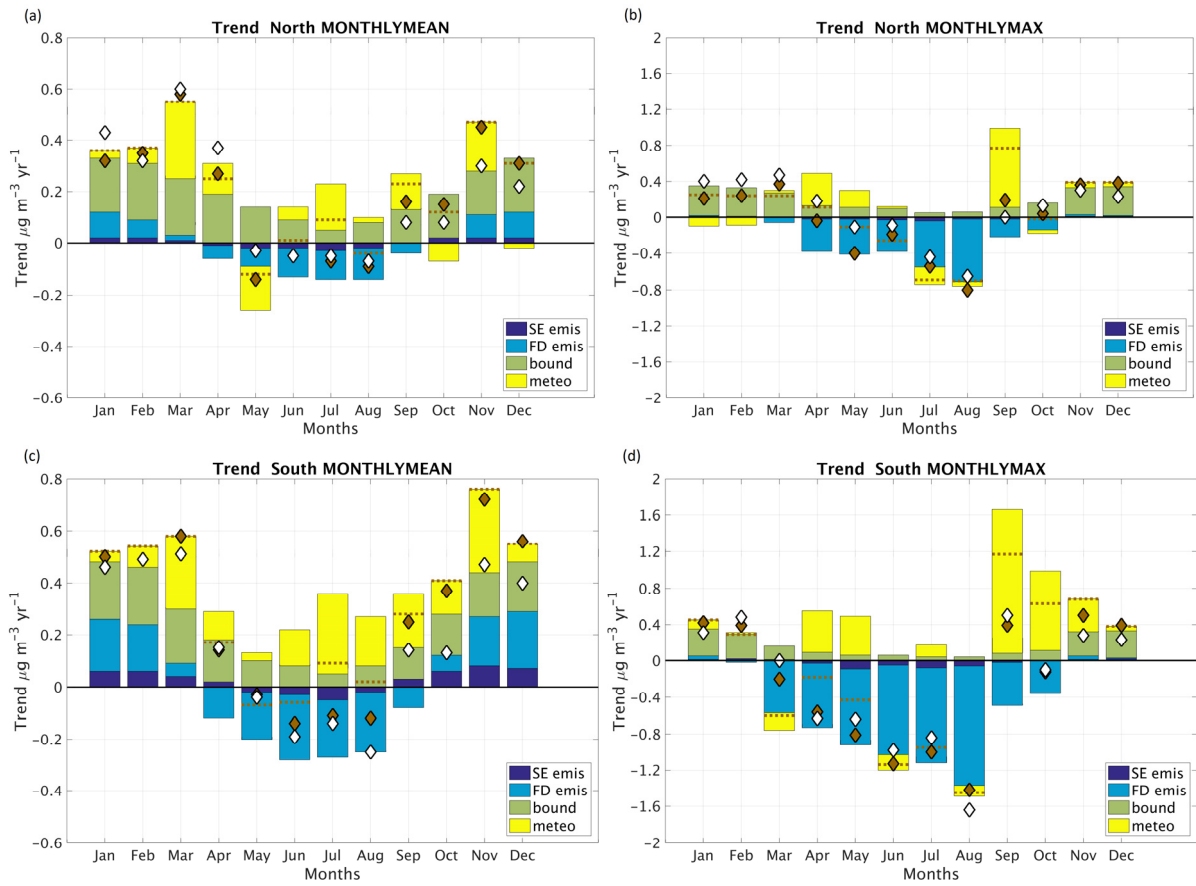 (a)
Trend North MONTHLYMEAN
0.8
0.6
0.4
0.2
0
-0.2
-0.4
-0.6
Trend μg m⁻³ yr⁻¹
Jan Feb Mar Apr May Jun Jul Aug Sep Oct Nov Dec
Months
SE emis
FD emis
bound
meteo
(b)
Trend North MONTHLYMAX
2
1.6
1.2
0.8
0.4
0
-0.4
-0.8
-1.2
-1.6
-2
Trend μg m⁻³ yr⁻¹
Jan Feb Mar Apr May Jun Jul Aug Sep Oct Nov Dec
Months
SE emis
FD emis
bound
meteo
(c)
Trend South MONTHLYMEAN
0.8
0.6
0.4
0.2
0
-0.2
-0.4
-0.6
Trend μg m⁻³ yr⁻¹
Jan Feb Mar Apr May Jun Jul Aug Sep Oct Nov Dec
Months
SE emis
FD emis
bound
meteo
(d)
Trend South MONTHLYMAX
2
1.6
1.2
0.8
0.4
0
-0.4
-0.8
-1.2
-1.6
-2
Trend μg m⁻³ yr⁻¹
Jan Feb Mar Apr May Jun Jul Aug Sep Oct Nov Dec
Months
SE emis
FD emis
bound
meteo